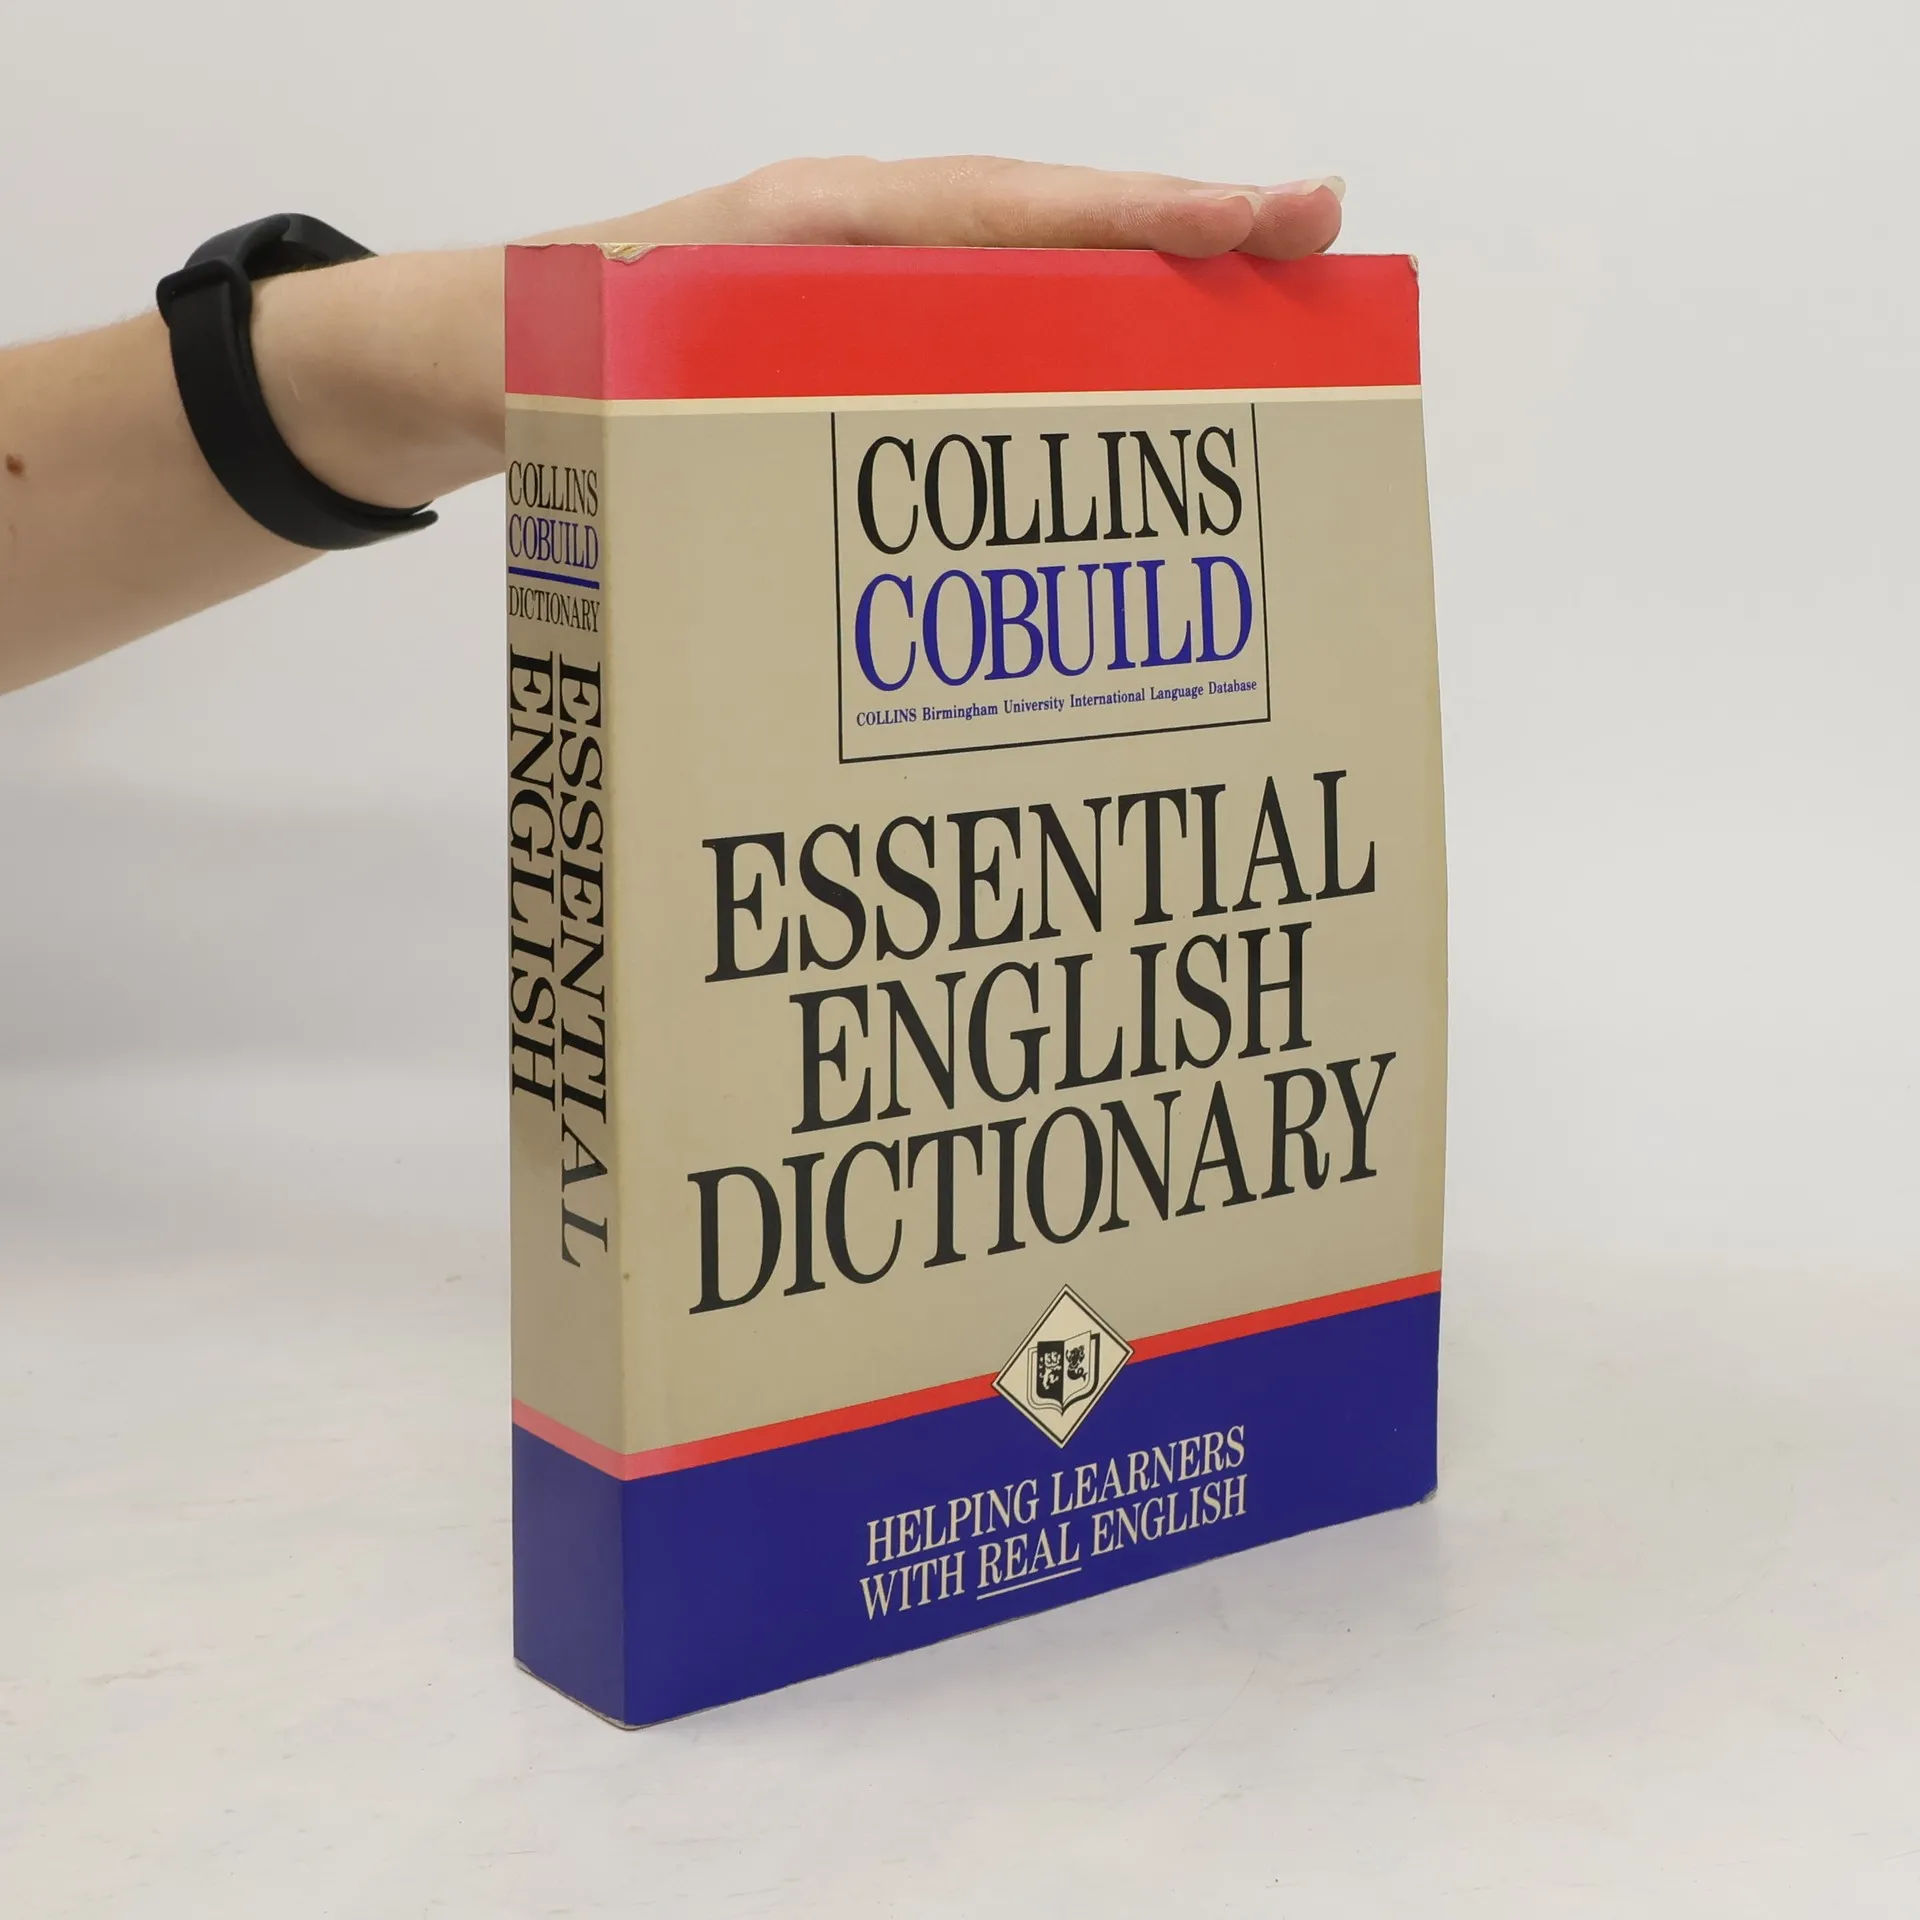 COLLINS
COBUILD
DICTIONARY
ESSENTIAL
ENGLISH
COLLINS
COBUILD
COLLINS Birmingham University International Language Database
ESSENTIAL
ENGLISH
DICTIONARY
HELPING LEARNERS
WITH REAL ENGLISH